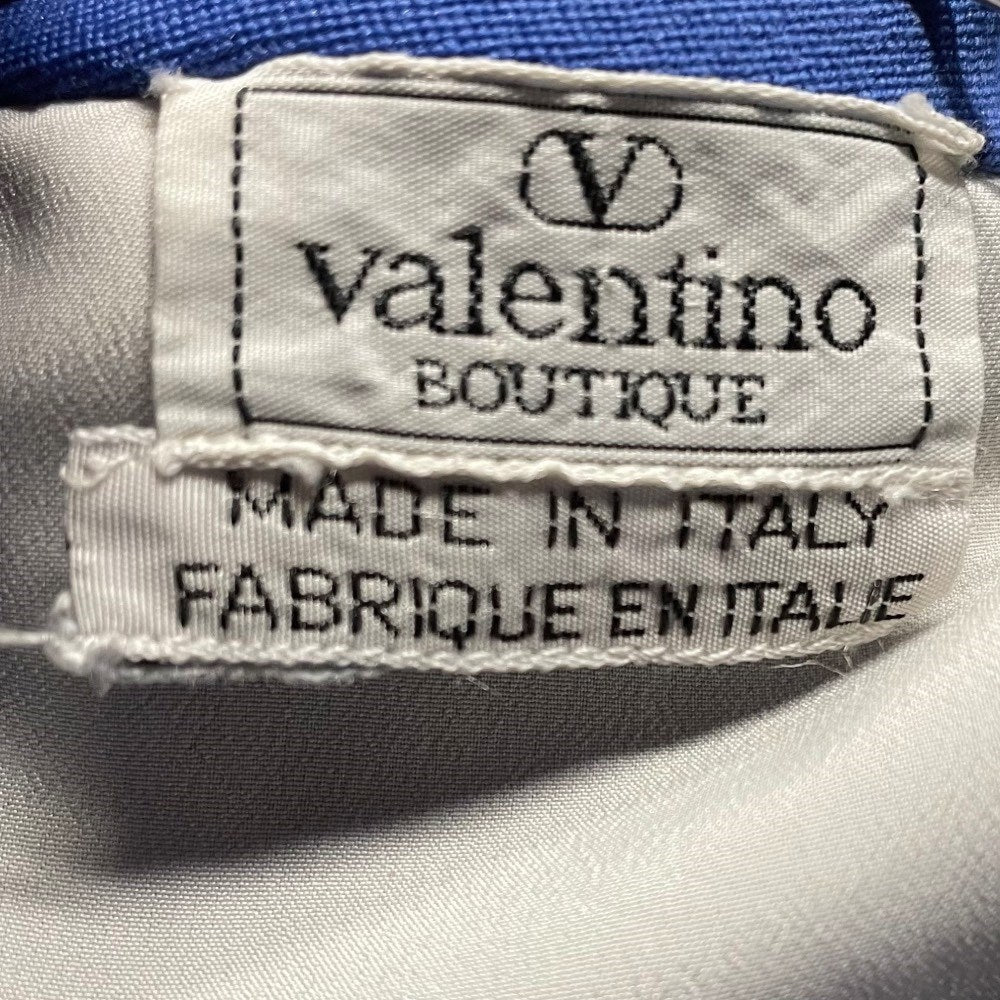 V
valentino
BOUTIQUE
MADE IN ITALY
FABRIQUE EN ITALIE